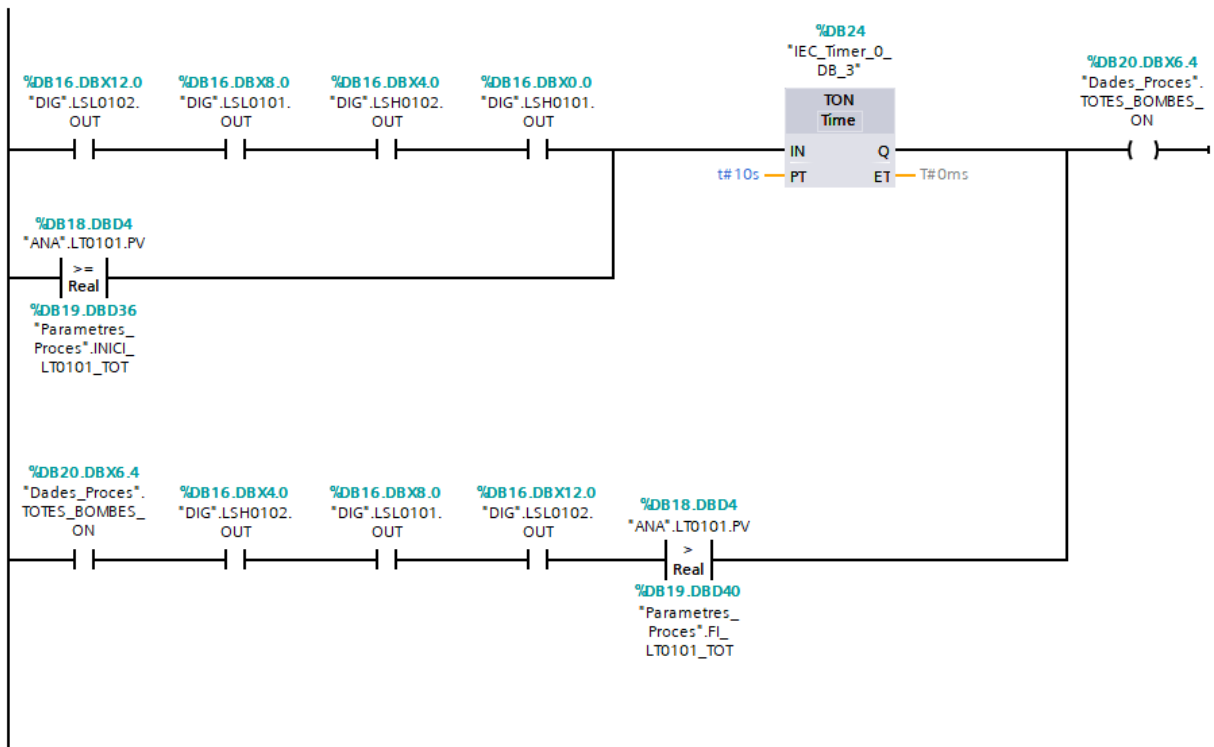 %DB24
"IEC_Timer_0_
DB_3"
%DB20.DBX6.4
"Dades_Proces".
TOTES_BOMBES_
ON
%DB16.DBX12.0
"DIG".LSL0102.
OUT
%DB16.DBX8.0
"DIG".LSL0101.
OUT
%DB16.DBX4.0
"DIG".LSH0102.
OUT
%DB16.DBX0.0
"DIG".LSH0101.
OUT
TON
Time
IN
Q
t#10s
PT
ET
T#0ms
%DB18.DBD4
"ANA".LT0101.PV
>=
Real
%DB19.DBD36
"Parametres_
Proces".INICI_
LT0101_TOT
%DB20.DBX6.4
"Dades_Proces".
TOTES_BOMBES_
ON
%DB16.DBX4.0
"DIG".LSH0102.
OUT
%DB16.DBX8.0
"DIG".LSL0101.
OUT
%DB16.DBX12.0
"DIG".LSL0102.
OUT
%DB18.DBD4
"ANA".LT0101.PV
>
Real
%DB19.DBD40
"Parametres_
Proces".FI_
LT0101_TOT